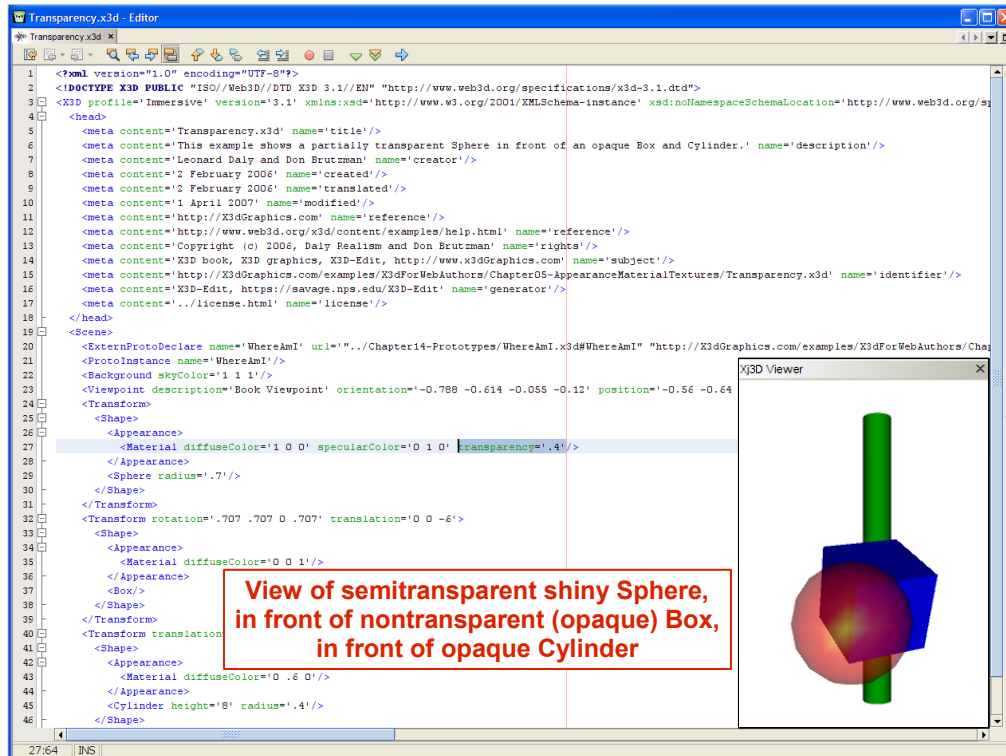 Transparency.x3d - Editor
Transparency.x3d
1 <?xml version="1.0" encoding="UTF-8"?>
2 <!DOCTYPE X3D PUBLIC "ISO//Web3D//DTD X3D 3.1//EN" "http://www.web3d.org/specifications/x3d-3.1.dtd">
3 <X3D profile='Immersive' version='3.1' xmlns:xsd='http://www.w3.org/2001/XMLSchema-instance' xsd:noNamespaceSchemaLocation='http://www.web3d.org/sp
4 <head>
5 <meta content='Transparency.x3d' name='title'/>
6 <meta content='This example shows a partially transparent Sphere in front of an opaque Box and Cylinder.' name='description'/>
7 <meta content='Leonard Daly and Don Brutzman' name='creator'/>
8 <meta content='2 February 2006' name='created'/>
9 <meta content='2 February 2006' name='translated'/>
10 <meta content='1 April 2007' name='modified'/>
11 <meta content='http://X3dGraphics.com' name='reference'/>
12 <meta content='http://www.web3d.org/x3d/content/examples/help.html' name='reference'/>
13 <meta content='Copyright (c) 2006, Daly Realism and Don Brutzman' name='rights'/>
14 <meta content='X3D book, X3D graphics, X3D-Edit, http://www.x3dGraphics.com' name='subject'/>
15 <meta content='http://X3dGraphics.com/examples/X3dForWebAuthors/Chapter05-AppearanceMaterialTextures/Transparency.x3d' name='identifier'/>
16 <meta content='X3D-Edit, https://savage.nps.edu/X3D-Edit' name='generator'/>
17 <meta content='../license.html' name='license'/>
18 </head>
19 <Scene>
20 <ExternProtoDeclare name='WhereAmI' url='"../Chapter14-Prototypes/WhereAmI.x3d#WhereAmI" "http://X3dGraphics.com/examples/X3dForWebAuthors/Chap
21 <ProtoInstance name='WhereAmI'/>
22 <Background skyColor='1 1 1'/>
23 <Viewpoint description='Book Viewpoint' orientation='-0.788 -0.614 -0.055 -0.12' position='-0.56 -0.64
24 <Transform>
25 <Shape>
26 <Appearance>
27 <Material diffuseColor='1 0 0' specularColor='0 1 0' transparency='.4'/>
28 </Appearance>
29 <Sphere radius='.7'/>
30 </Shape>
31 </Transform>
32 <Transform rotation='.707 .707 0 .707' translation='0 0 -6'>
33 <Shape>
34 <Appearance>
35 <Material diffuseColor='0 0 1'/>
36 </Appearance>
37 <Box/>
38 </Shape>
39 </Transform>
40 <Transform translation
41 <Shape>
42 <Appearance>
43 <Material diffuseColor='0 .6 0'/>
44 </Appearance>
45 <Cylinder height='8' radius='.4'/>
46 </Shape>
Xj3D Viewer
View of semitransparent shiny Sphere,
in front of nontransparent (opaque) Box,
in front of opaque Cylinder
27:64 INS